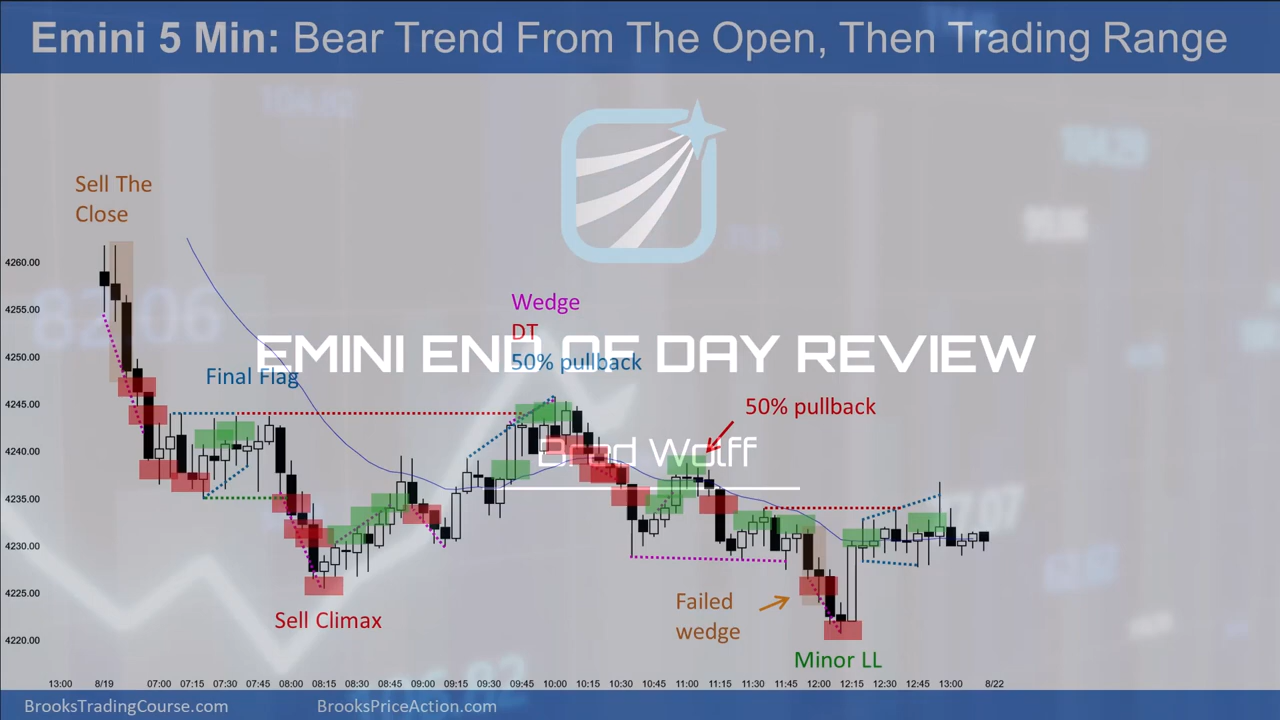 Emini 5 Min: Bear Trend From The Open, Then Trading Range
Sell The
Close
Wedge
DT
50% pullback
EMINI END OF DAY REVIEW
Final Flag
50% pullback
Brad Wolff
Sell Climax
Failed
wedge
Minor LL
4260.00
4255.00
4250.00
4245.00
4240.00
4235.00
4230.00
4225.00
4220.00
13:00 8/19 07:00 07:15 07:30 07:45 08:00 08:15 08:30 08:45 09:00 09:15 09:30 09:45 10:00 10:15 10:30 10:45 11:00 11:15 11:30 11:45 12:00 12:15 12:30 12:45 13:00 8/22
BrooksTradingCourse.com BrooksPriceAction.com